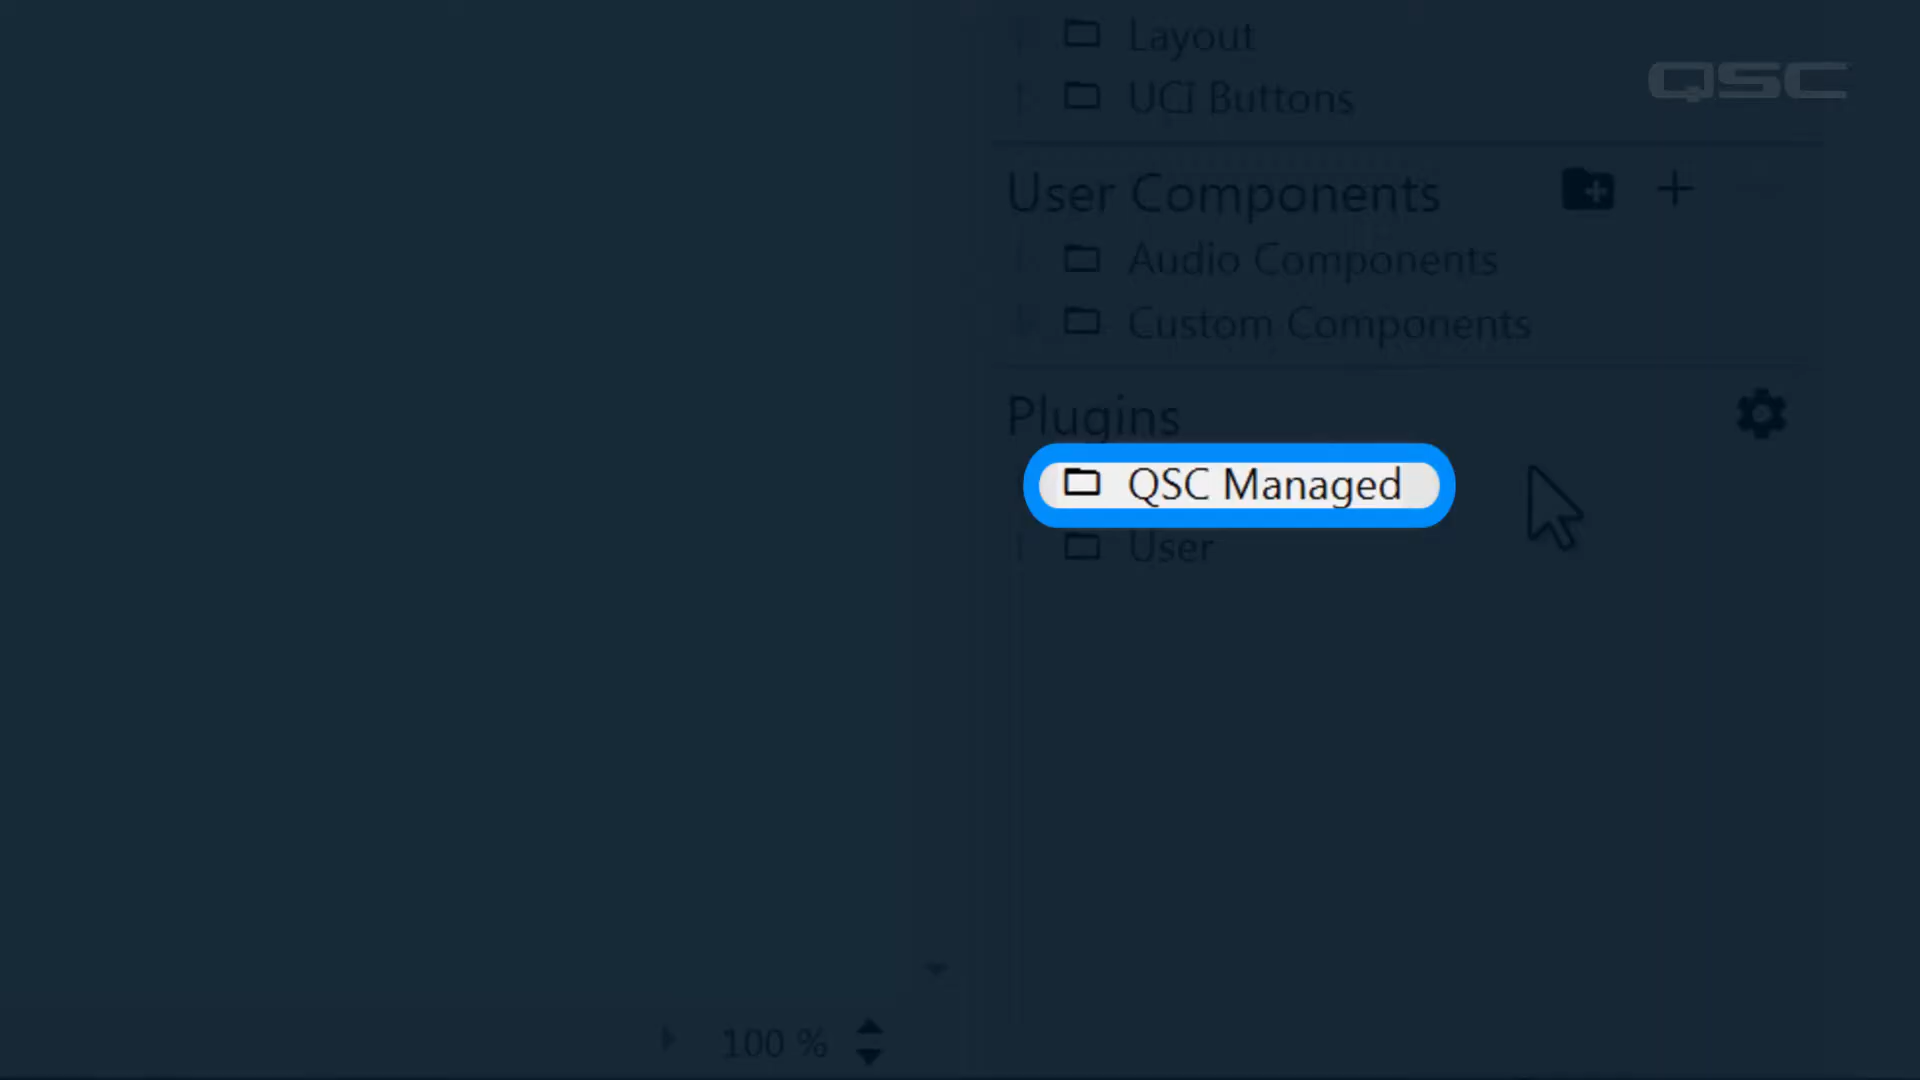 Layout
QSC
UCI Buttons
User Components
Audio Components
Custom Components
Plugins
QSC Managed
User
100 %